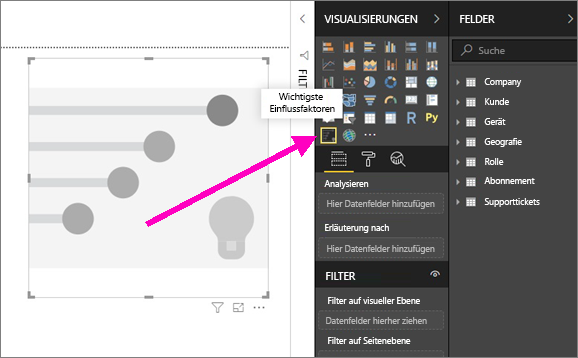 VISUALISIERUNGEN
FELDER
Suche
FILT
Wichtigste
Einflussfaktoren
R
Py
Company
Kunde
Gerät
Geografie
Rolle
Abonnement
Supporttickets
Analysieren
Hier Datenfelder hinzufügen
Erläuterung nach
Hier Datenfelder hinzufügen
FILTER
Filter auf visueller Ebene
Datenfelder hierher ziehen
Filter auf Seitenebene